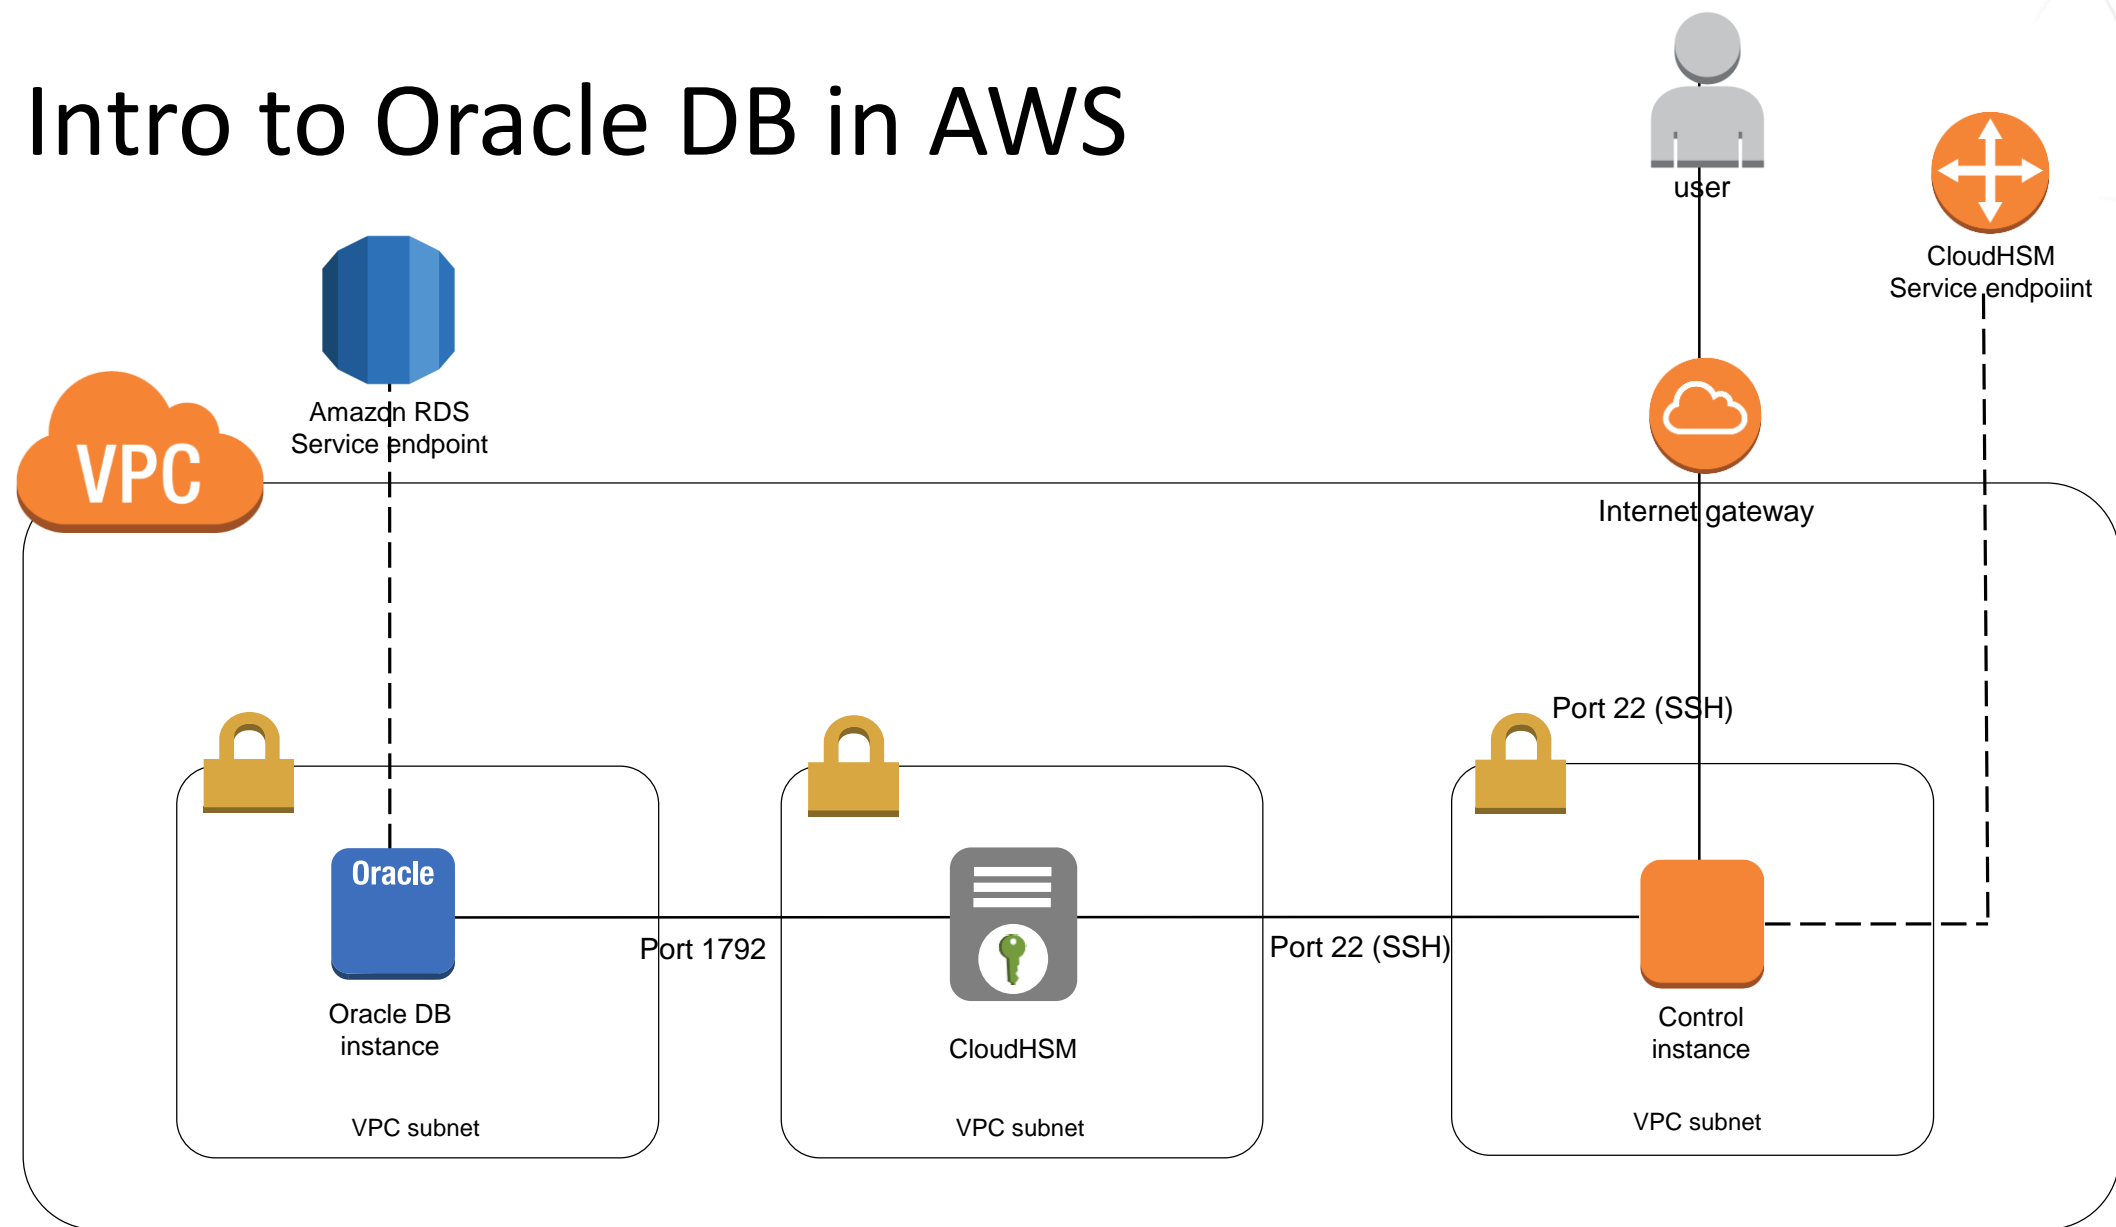 Intro to Oracle DB in AWS
user
CloudHSM
Service endpoiint
Amazon RDS
Service endpoint
VPC
Internet gateway
Port 22 (SSH)
Oracle
Port 1792
Port 22 (SSH)
Oracle DB
instance
CloudHSM
Control
instance
VPC subnet
VPC subnet
VPC subnet